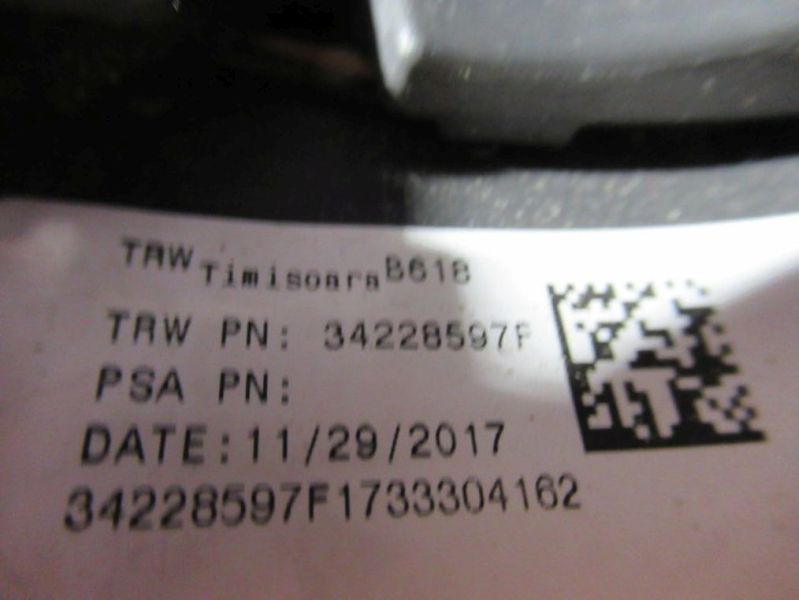 TRW Timisoara B618
TRW PN: 34228597F
PSA PN:
DATE:11/29/2017
34228597F1733304162